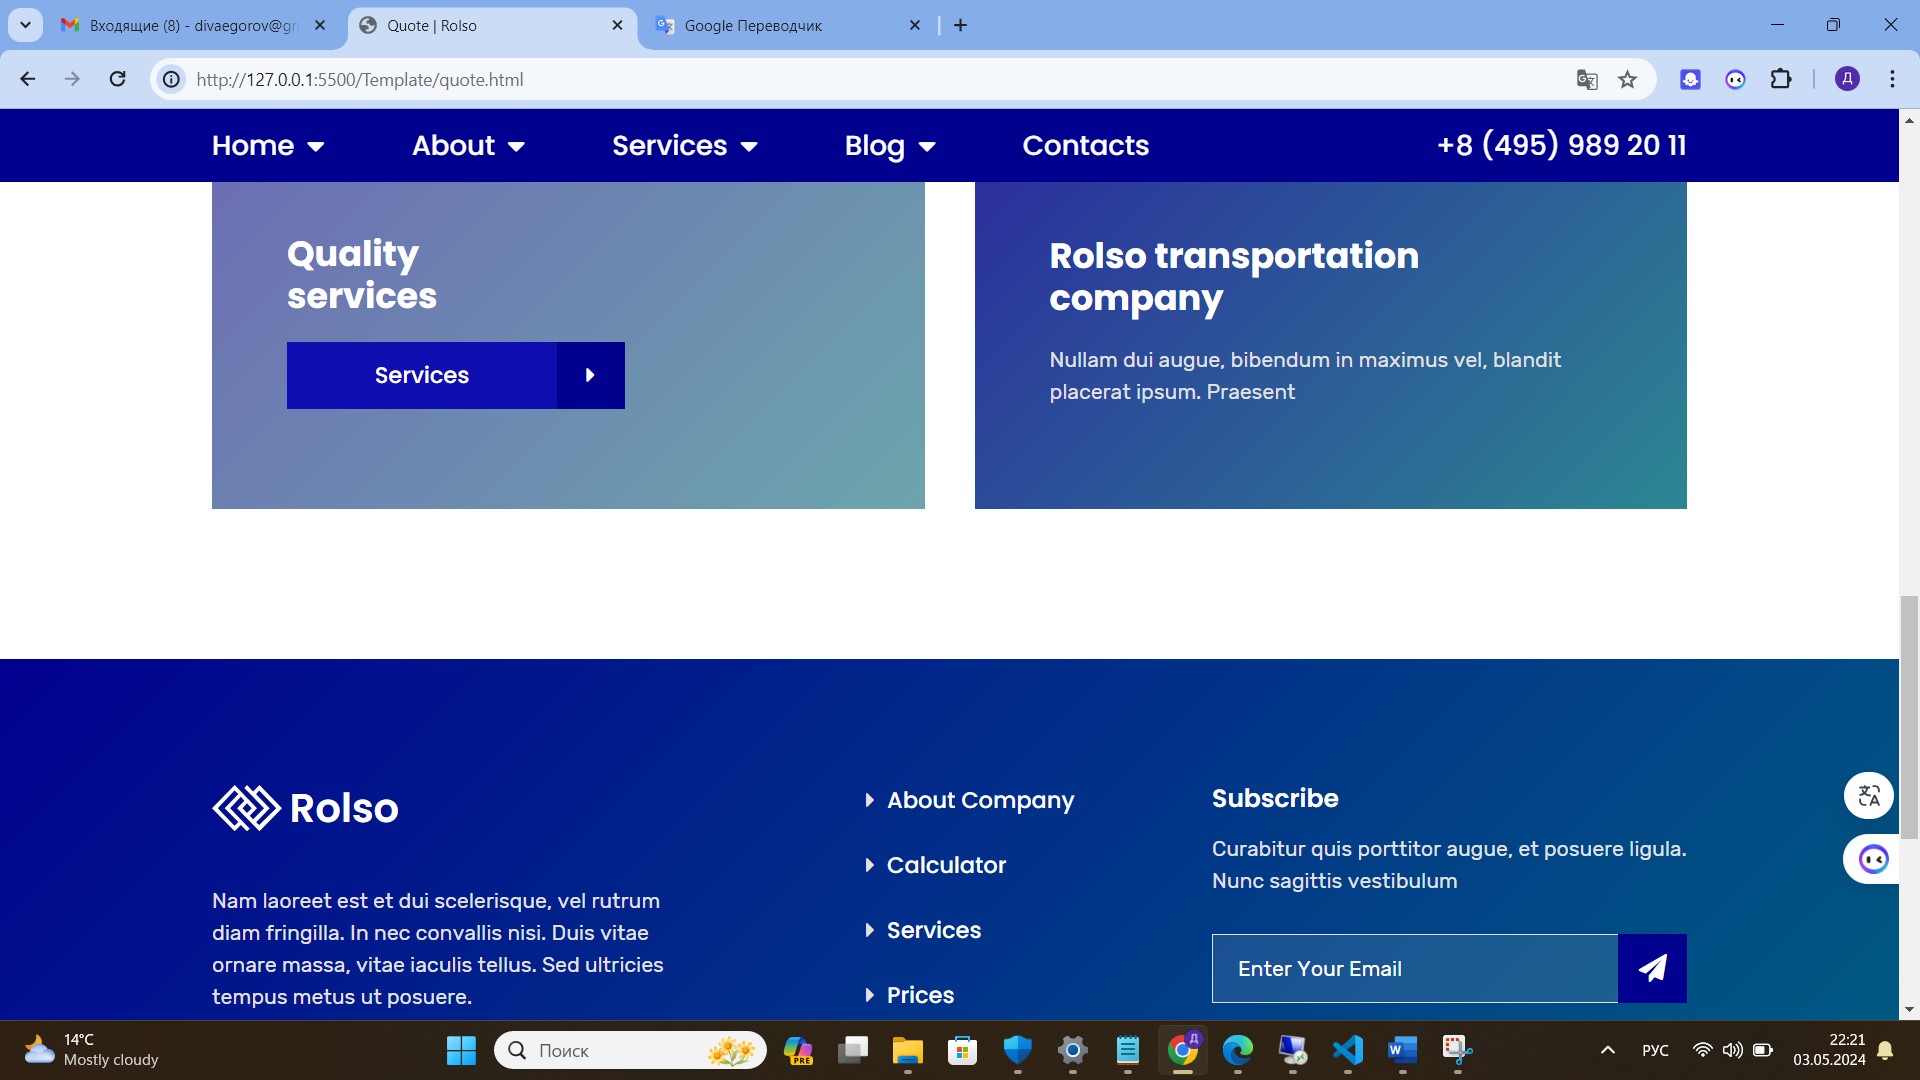 Входящие (8) - divaegorov@gm
Quote | Rolso
Google Переводчик
http://127.0.0.1:5500/Template/quote.html
Д
Home
About
Services
Blog
Contacts
+8 (495) 989 20 11
Quality
services
Services
Rolso transportation
company
Nullam dui augue, bibendum in maximus vel, blandit
placerat ipsum. Praesent
Rolso
Nam laoreet est et dui scelerisque, vel rutrum
diam fringilla. In nec convallis nisi. Duis vitae
ornare massa, vitae iaculis tellus. Sed ultricies
tempus metus ut posuere.
About Company
Calculator
Services
Prices
Subscribe
Curabitur quis porttitor augue, et posuere ligula.
Nunc sagittis vestibulum
Enter Your Email
14°C
Mostly cloudy
Поиск
PRE
Д
РУС
22:21
03.05.2024